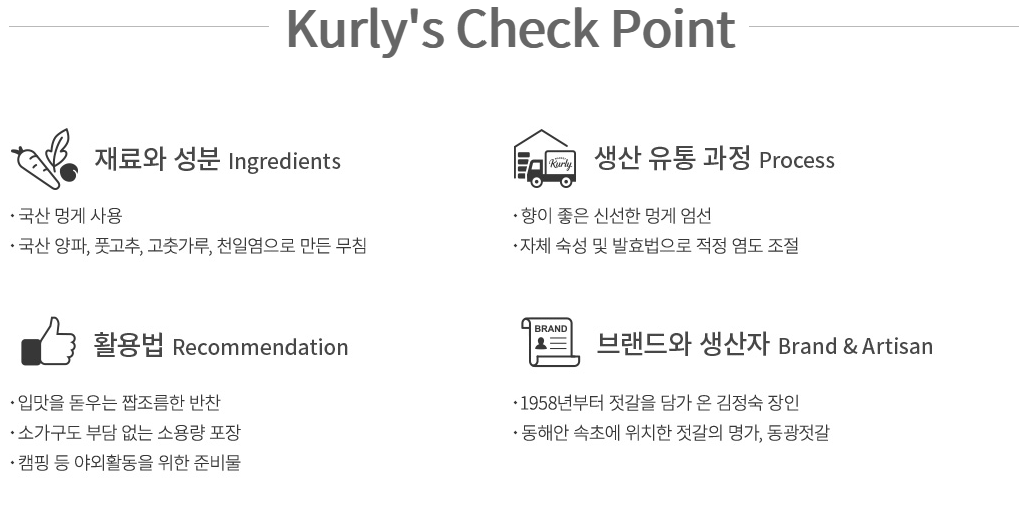 Kurly's Check Point
재료와 성분 Ingredients
· 국산 멍게 사용
· 국산 양파, 풋고추, 고춧가루, 천일염으로 만든 무침
Kurly
생산 유통 과정 Process
· 향이 좋은 신선한 멍게 엄선
· 자체 숙성 및 발효법으로 적정 염도 조절
활용법 Recommendation
· 입맛을 돋우는 짭조름한 반찬
· 소가구도 부담 없는 소용량 포장
· 캠핑 등 야외활동을 위한 준비물
BRAND
브랜드와 생산자 Brand & Artisan
· 1958년부터 젓갈을 담가 온 김정숙 장인
· 동해안 속초에 위치한 젓갈의 명가, 동광젓갈